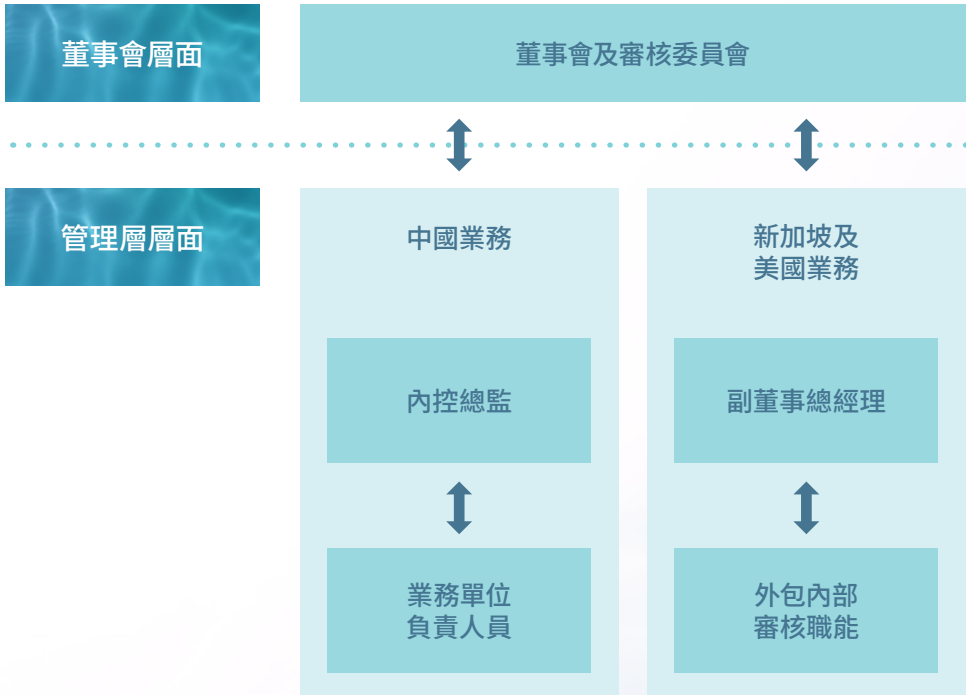 董事會層面
董事會及審核委員會
管理層層面
中國業務
新加坡及
美國業務
內控總監
副董事總經理
業務單位
負責人員
外包內部
審核職能